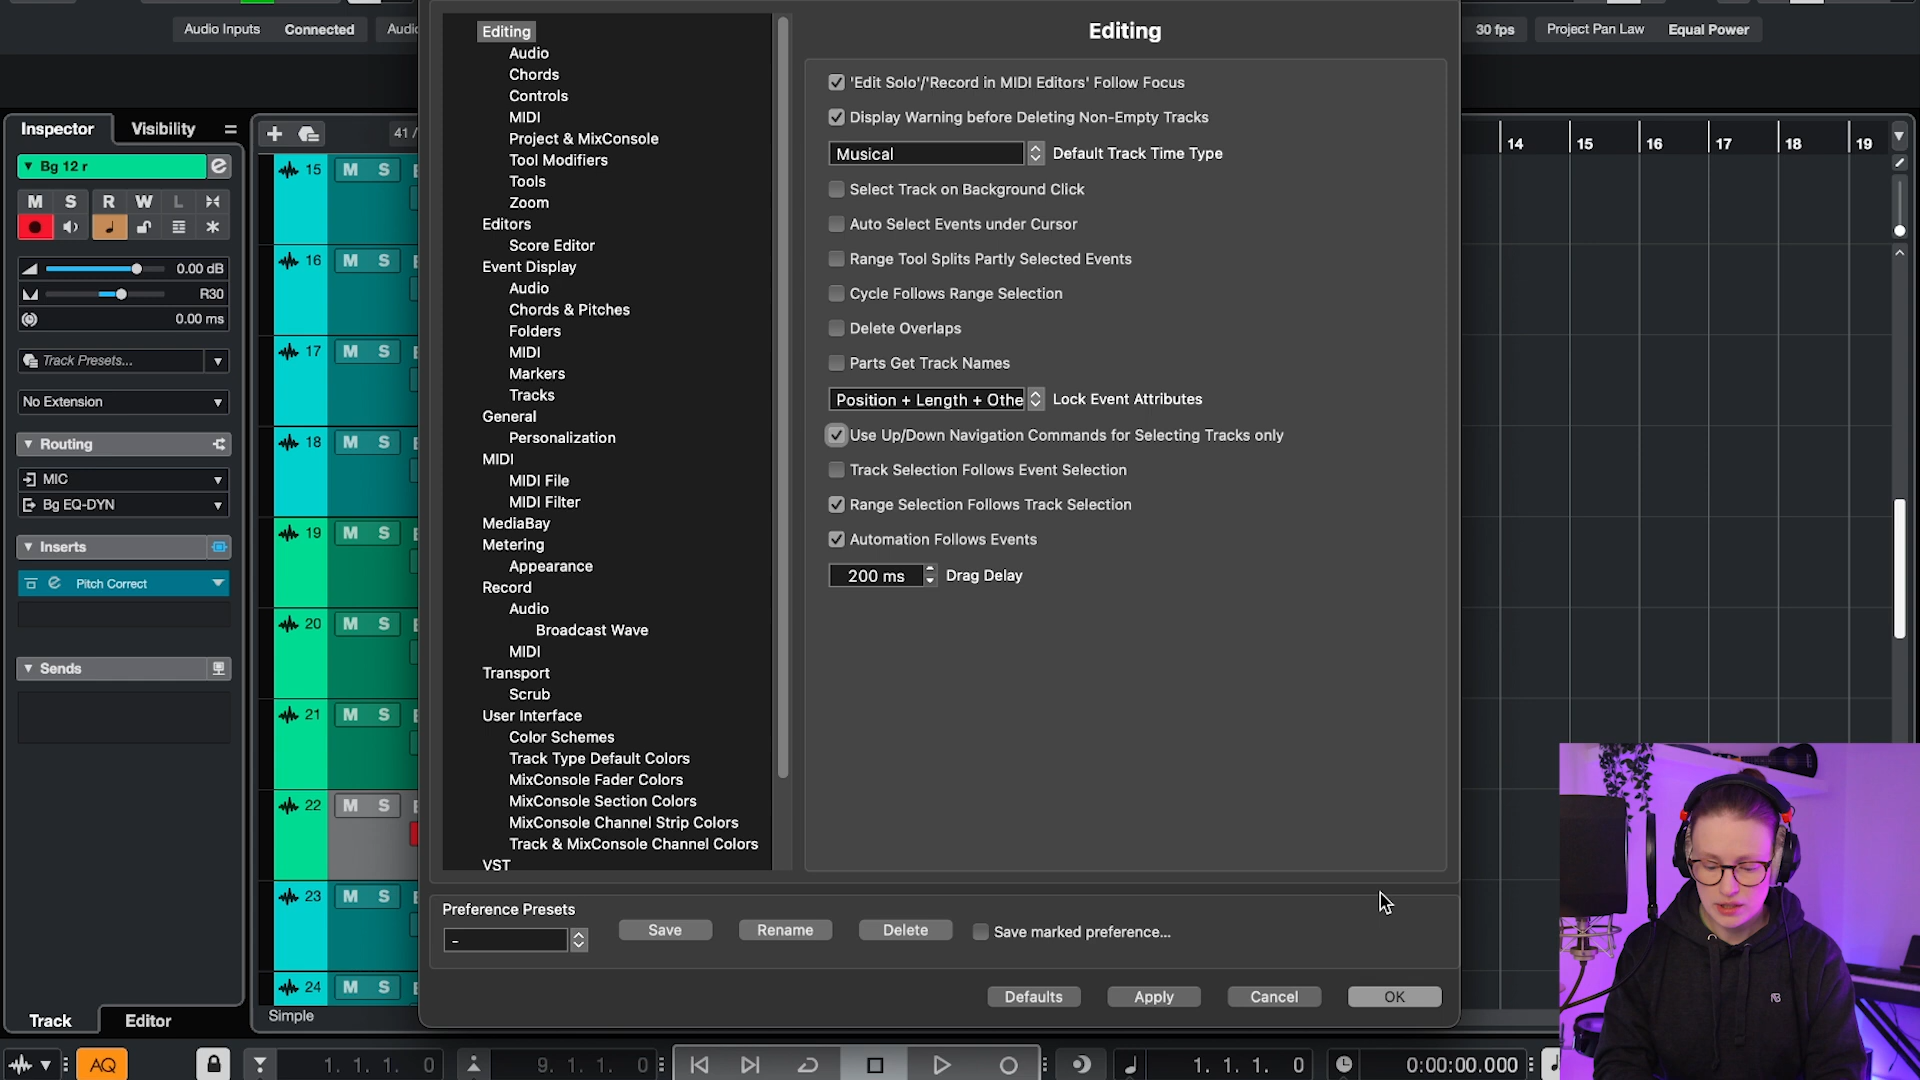 Audio Inputs Connected
30 fps Project Pan Law Equal Power
Inspector Visibility
Bg 12 r
M S R W L
0.00 dB
R30
0.00 ms
Track Presets...
No Extension
Routing
MIC
Bg EQ-DYN
Inserts
Pitch Correct
Sends
Track Editor
41 /
15 M S
16 M S
17 M S
18 M S
19 M S
20 M S
21 M S
22 M S
23 M S
24 M S
Simple
Editing
Audio
Chords
Controls
MIDI
Project & MixConsole
Tool Modifiers
Tools
Zoom
Editors
Score Editor
Event Display
Audio
Chords & Pitches
Folders
MIDI
Markers
Tracks
General
Personalization
MIDI
MIDI File
MIDI Filter
MediaBay
Metering
Appearance
Record
Audio
Broadcast Wave
MIDI
Transport
Scrub
User Interface
Color Schemes
Track Type Default Colors
MixConsole Fader Colors
MixConsole Section Colors
MixConsole Channel Strip Colors
Track & MixConsole Channel Colors
VST
Editing
'Edit Solo'/'Record in MIDI Editors' Follow Focus
Display Warning before Deleting Non-Empty Tracks
Musical Default Track Time Type
Select Track on Background Click
Auto Select Events under Cursor
Range Tool Splits Partly Selected Events
Cycle Follows Range Selection
Delete Overlaps
Parts Get Track Names
Position + Length + Othe Lock Event Attributes
Use Up/Down Navigation Commands for Selecting Tracks only
Track Selection Follows Event Selection
Range Selection Follows Track Selection
Automation Follows Events
200 ms Drag Delay
Preference Presets
-
Save Rename Delete Save marked preference...
Defaults Apply Cancel OK
14 15 16 17 18 19
AQ 1. 1. 1. 0 9. 1. 1. 0 1. 1. 1. 0 0:00:00.000